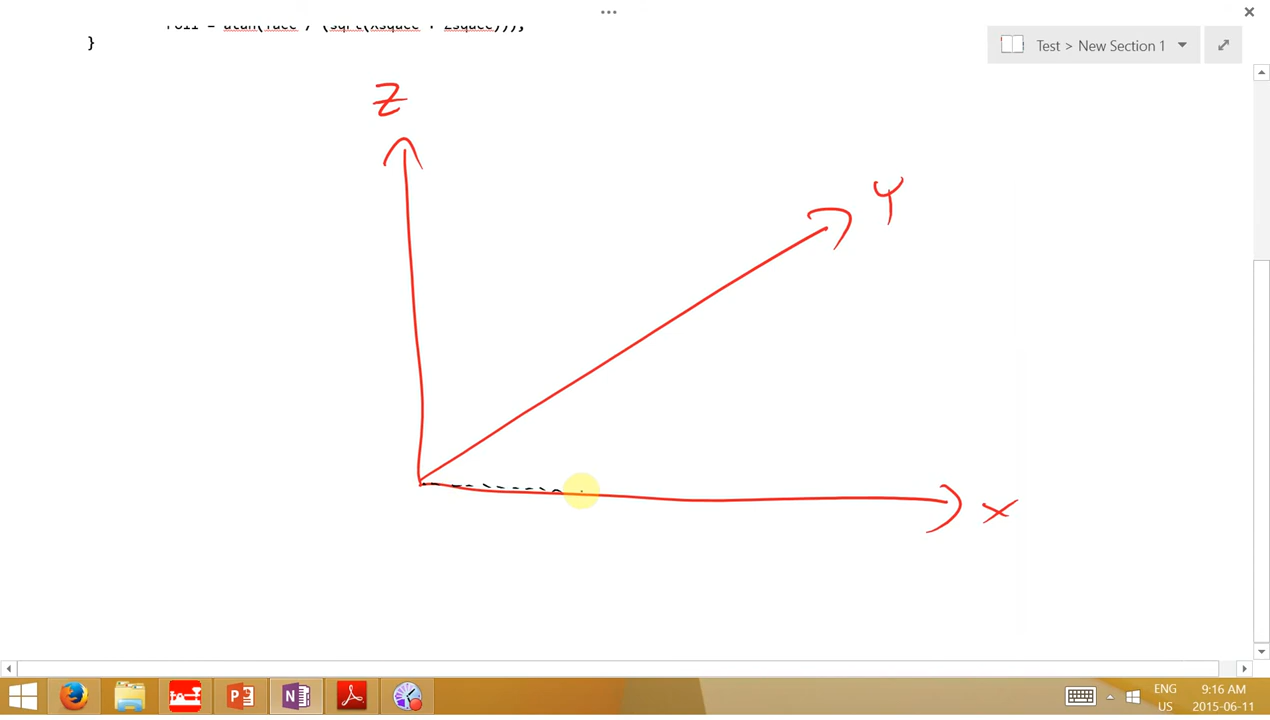 }
Test > New Section 1
Z
Y
X
ENG
US
9:16 AM
2015-06-11